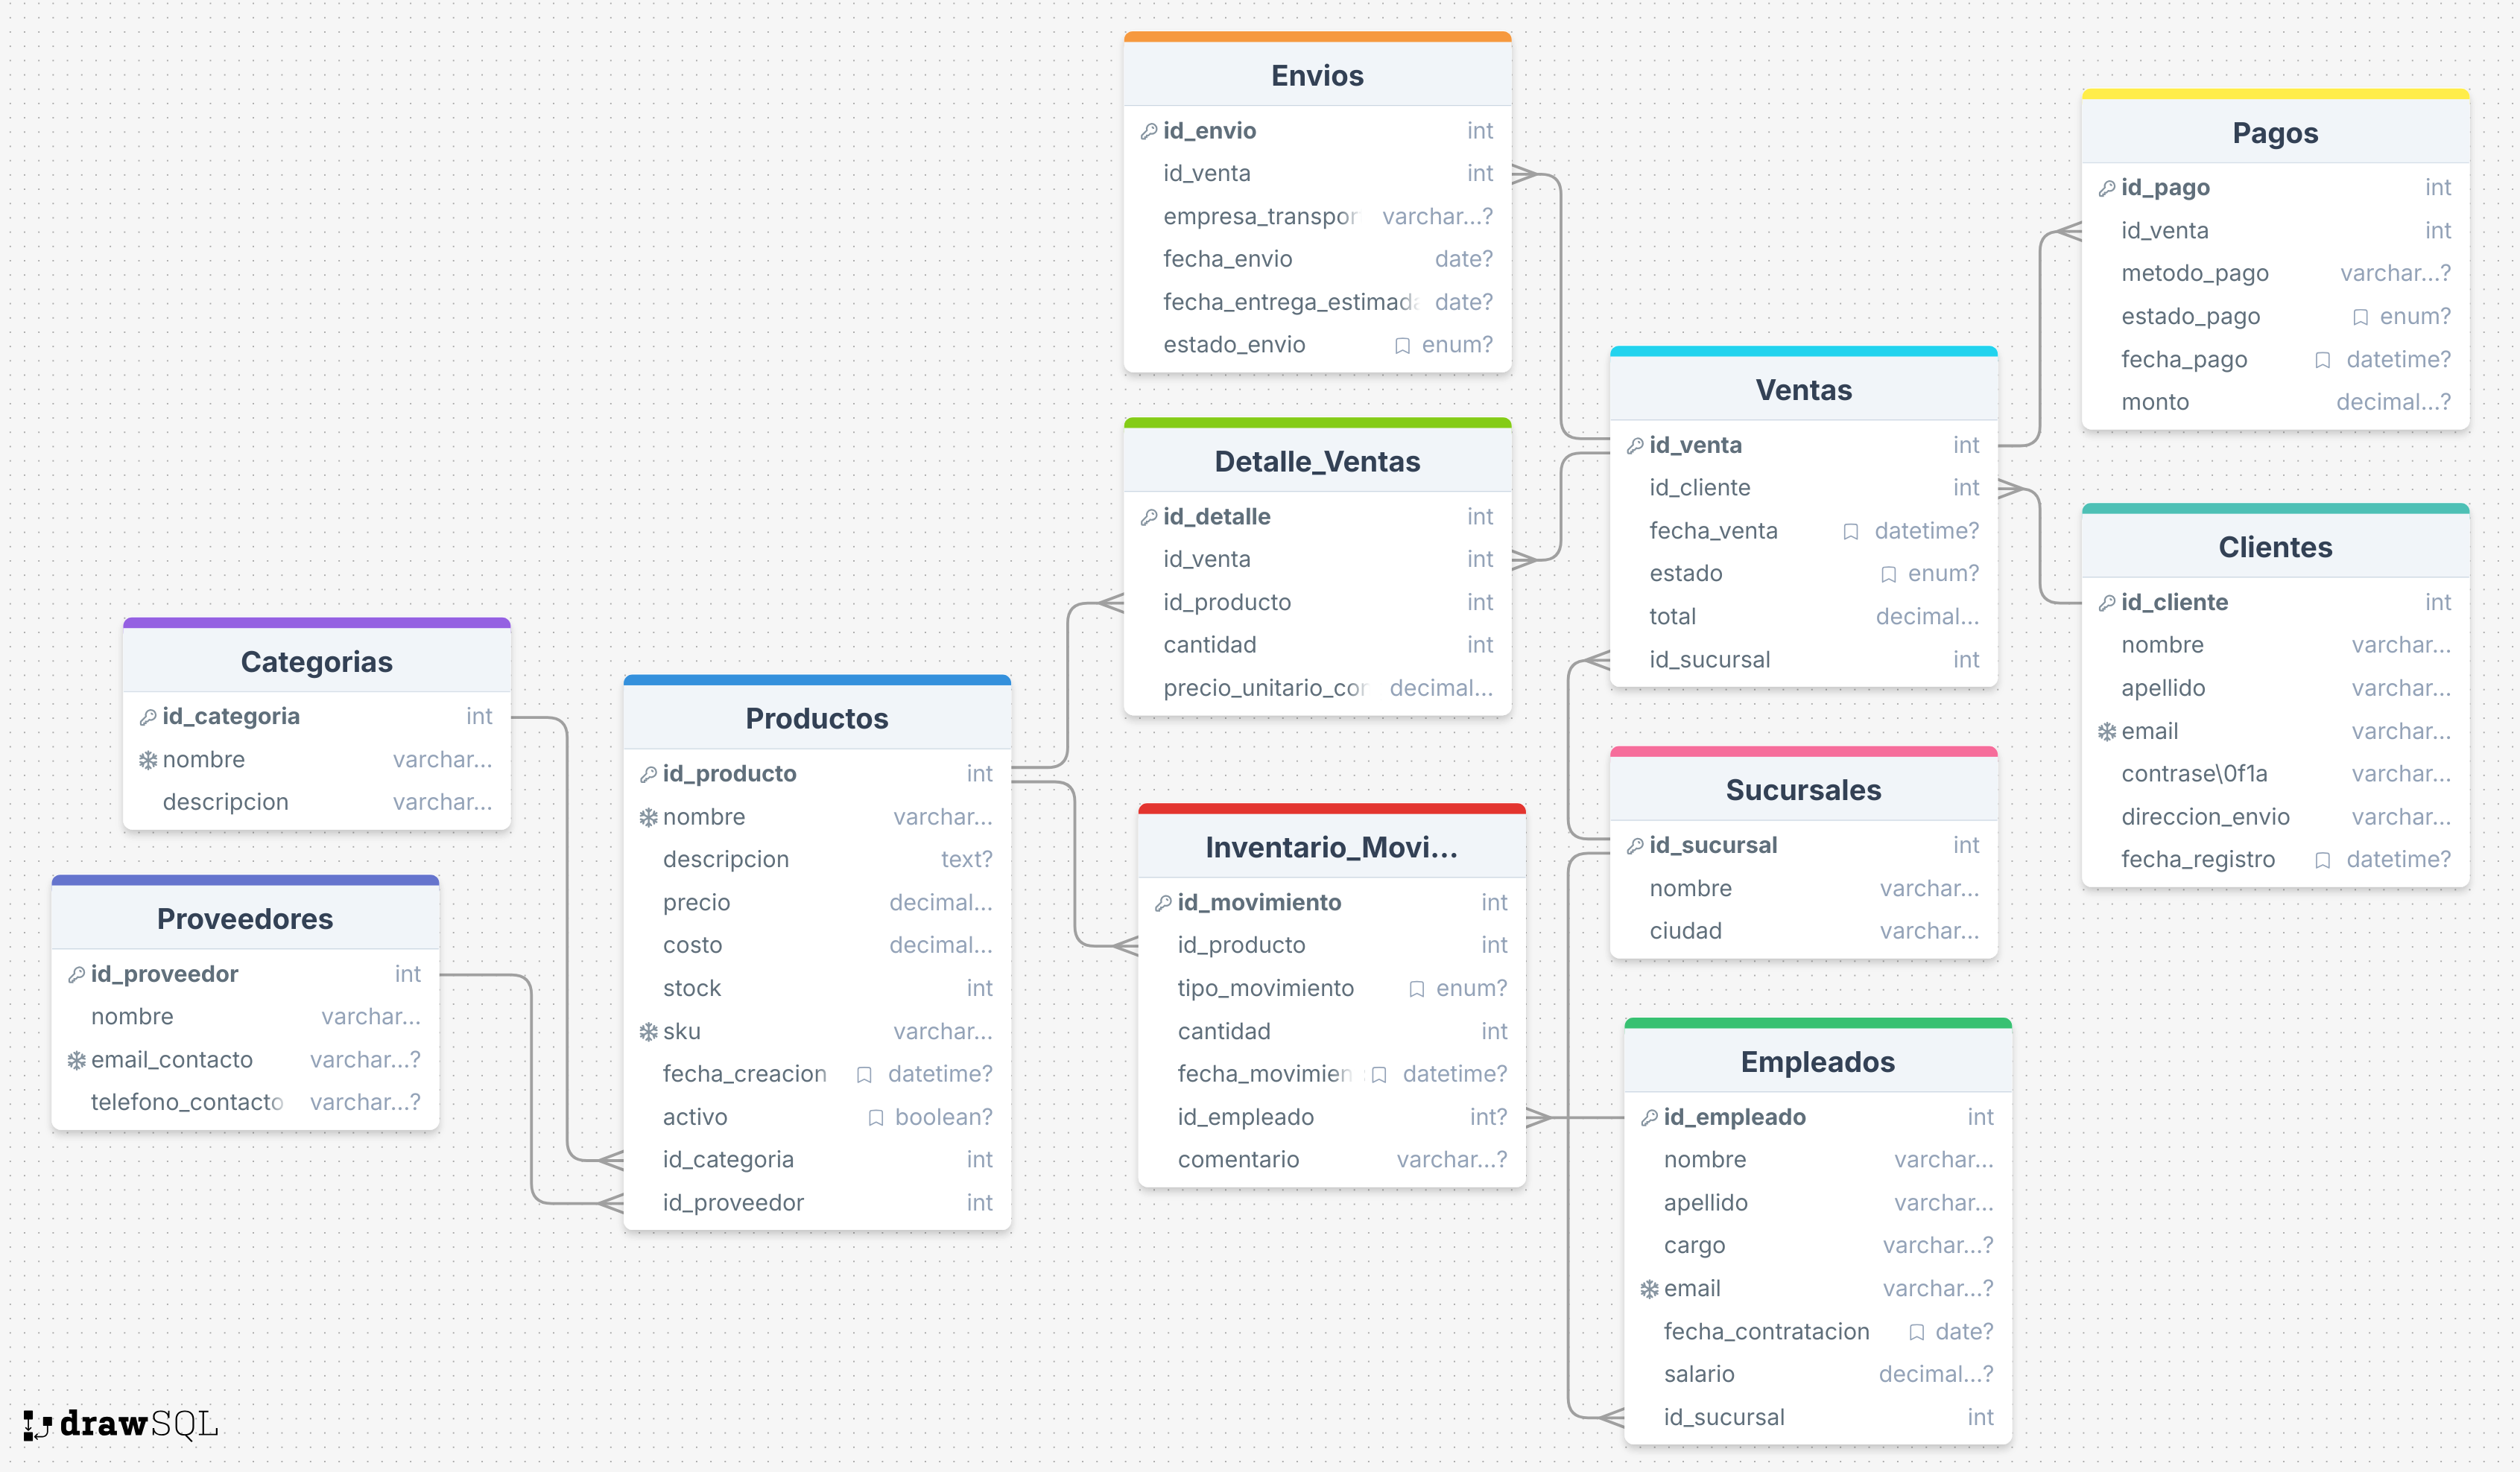 Envios
id_envio int
id_venta int
empresa_transpor varchar...?
fecha_envio date?
fecha_entrega_estimada date?
estado_envio enum?
Pagos
id_pago int
id_venta int
metodo_pago varchar...?
estado_pago enum?
fecha_pago datetime?
monto decimal...?
Ventas
id_venta int
id_cliente int
fecha_venta datetime?
estado enum?
total decimal...
id_sucursal int
Detalle_Ventas
id_detalle int
id_venta int
id_producto int
cantidad int
precio_unitario_con decimal...
Clientes
id_cliente int
nombre varchar...
apellido varchar...
email varchar...
contrase\0f1a varchar...
direccion_envio varchar...
fecha_registro datetime?
Categorias
id_categoria int
nombre varchar...
descripcion varchar...
Productos
id_producto int
nombre varchar...
descripcion text?
precio decimal...
costo decimal...
stock int
sku varchar...
fecha_creacion datetime?
activo boolean?
id_categoria int
id_proveedor int
Sucursales
id_sucursal int
nombre varchar...
ciudad varchar...
Inventario_Movi...
id_movimiento int
id_producto int
tipo_movimiento enum?
cantidad int
fecha_movimien datetime?
id_empleado int?
comentario varchar...?
Proveedores
id_proveedor int
nombre varchar...
email_contacto varchar...?
telefono_contacto varchar...?
Empleados
id_empleado int
nombre varchar...
apellido varchar...
cargo varchar...?
email varchar...?
fecha_contratacion date?
salario decimal...?
id_sucursal int
drawSQL